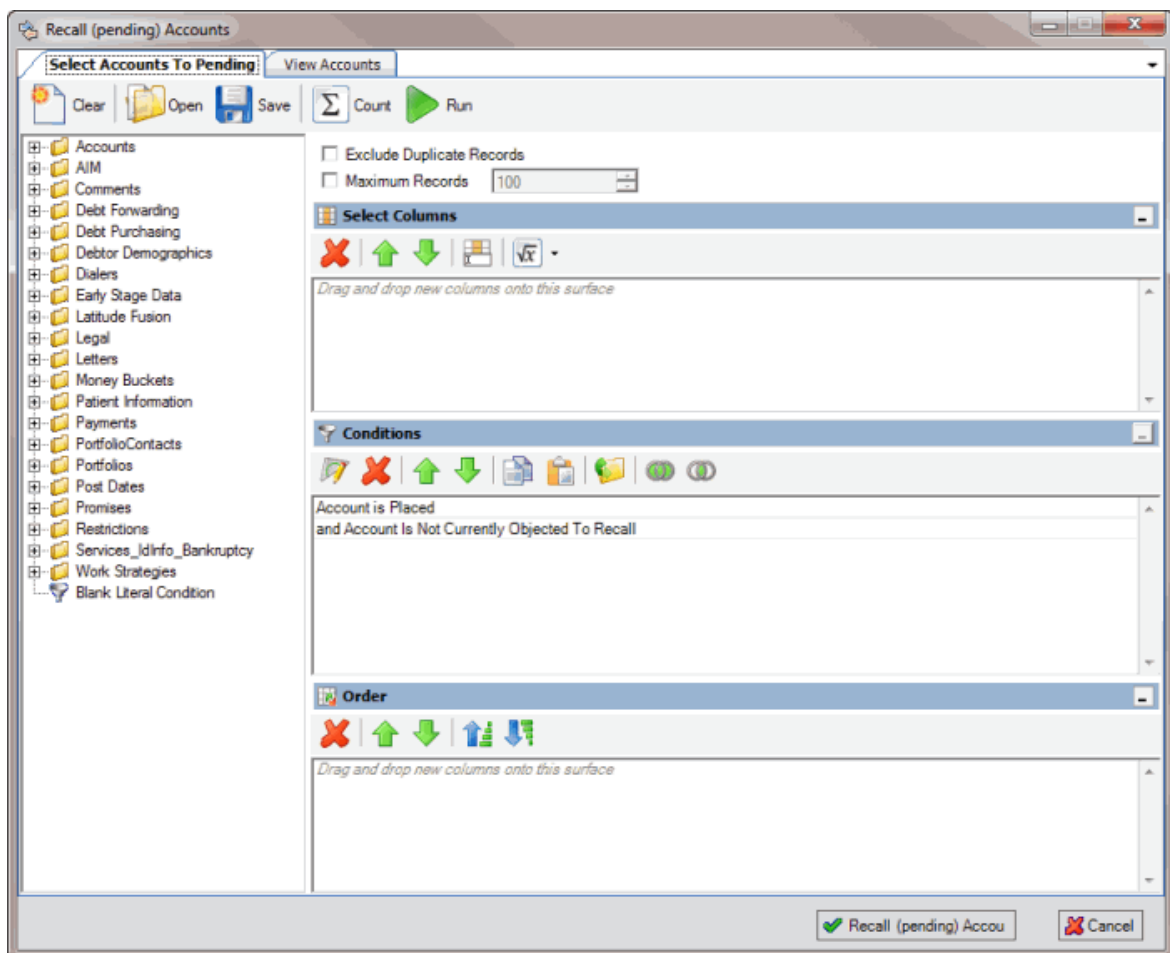 Recall (pending) Accounts
Select Accounts To Pending
View Accounts
Clear
Open
Save
Σ Count
Run
Accounts
AIM
Comments
Debt Forwarding
Debt Purchasing
Debtor Demographics
Dialers
Early Stage Data
Latitude Fusion
Legal
Letters
Money Buckets
Patient Information
Payments
PortfolioContacts
Portfolios
Post Dates
Promises
Restrictions
Services_IdInfo_Bankruptcy
Work Strategies
Blank Literal Condition
Exclude Duplicate Records
Maximum Records 100
Select Columns
√x
Drag and drop new columns onto this surface
Conditions
Account is Placed
and Account Is Not Currently Objected To Recall
Order
Drag and drop new columns onto this surface
Recall (pending) Accou
Cancel